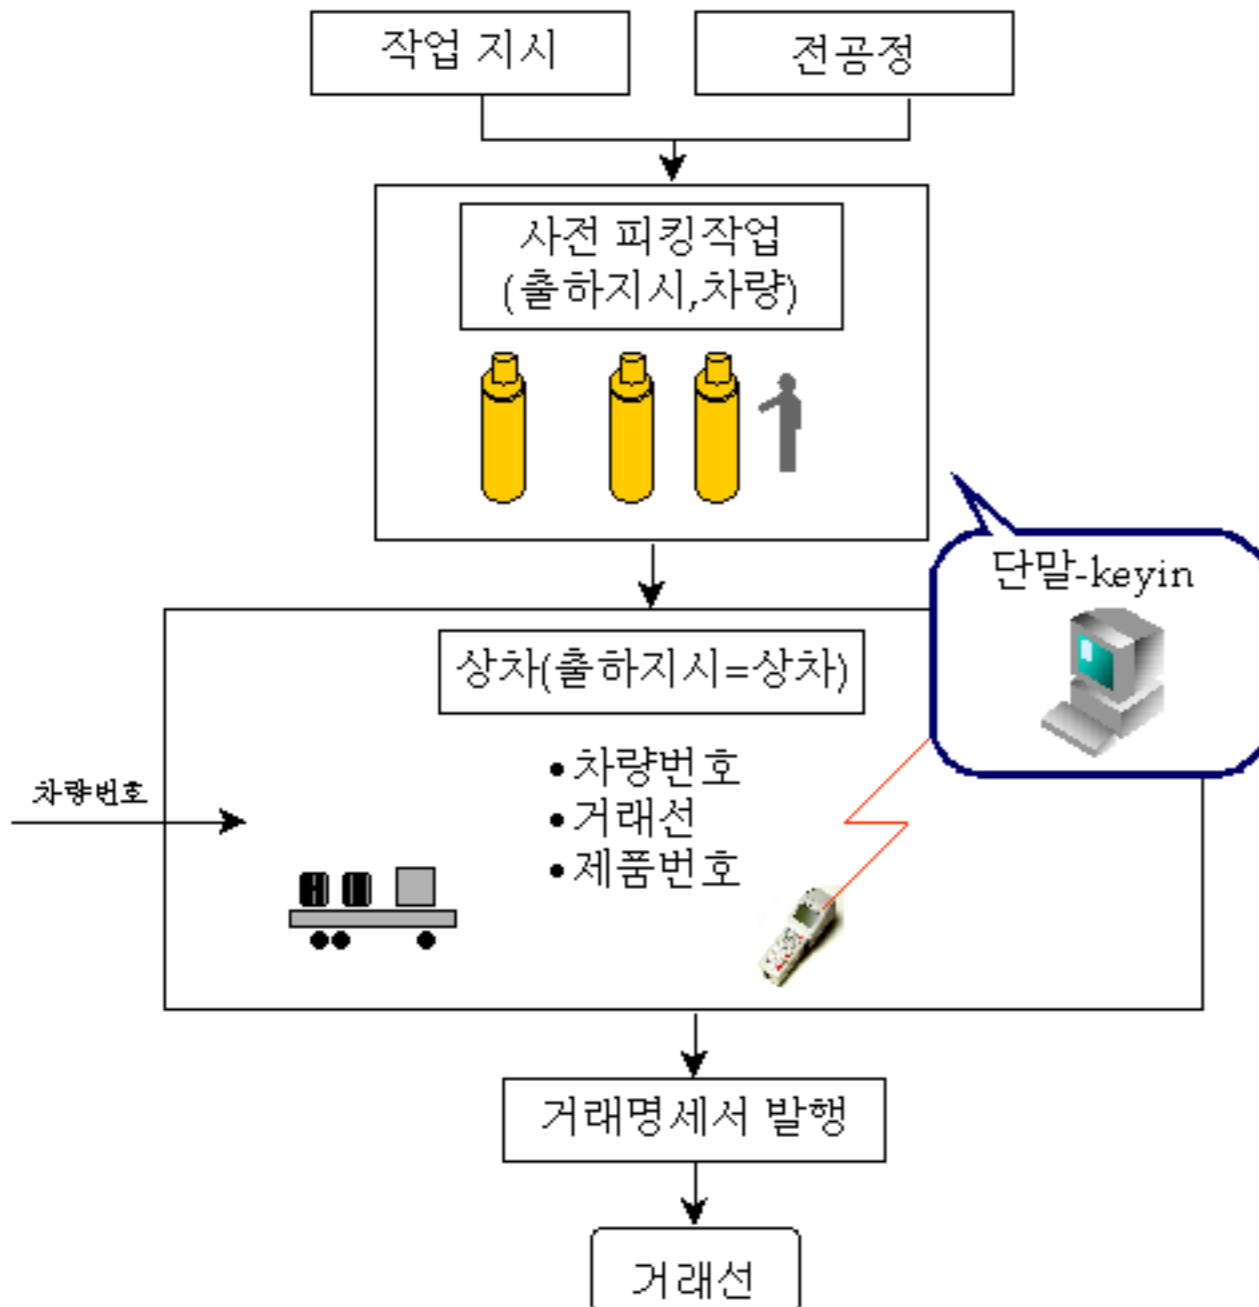 작업 지시
전공정
사전 피킹작업
(출하지시,차량)
단말-keyin
상차(출하지시=상차)
•차량번호
•거래선
•제품번호
차량번호
거래명세서 발행
거래선